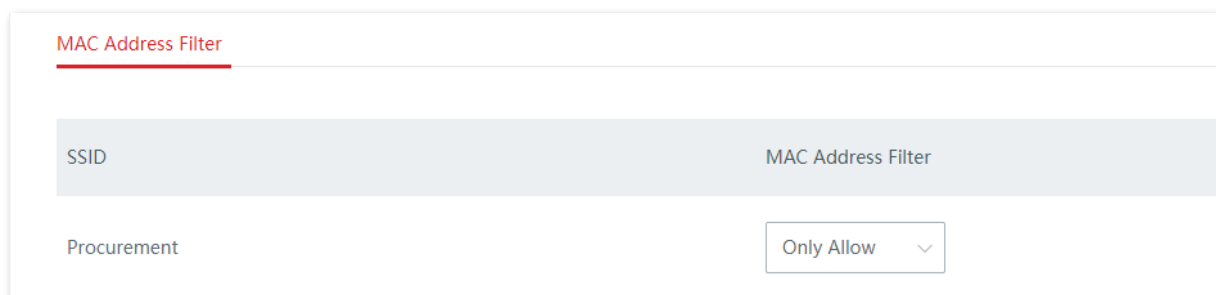 MAC Address Filter
SSID MAC Address Filter
Procurement Only Allow